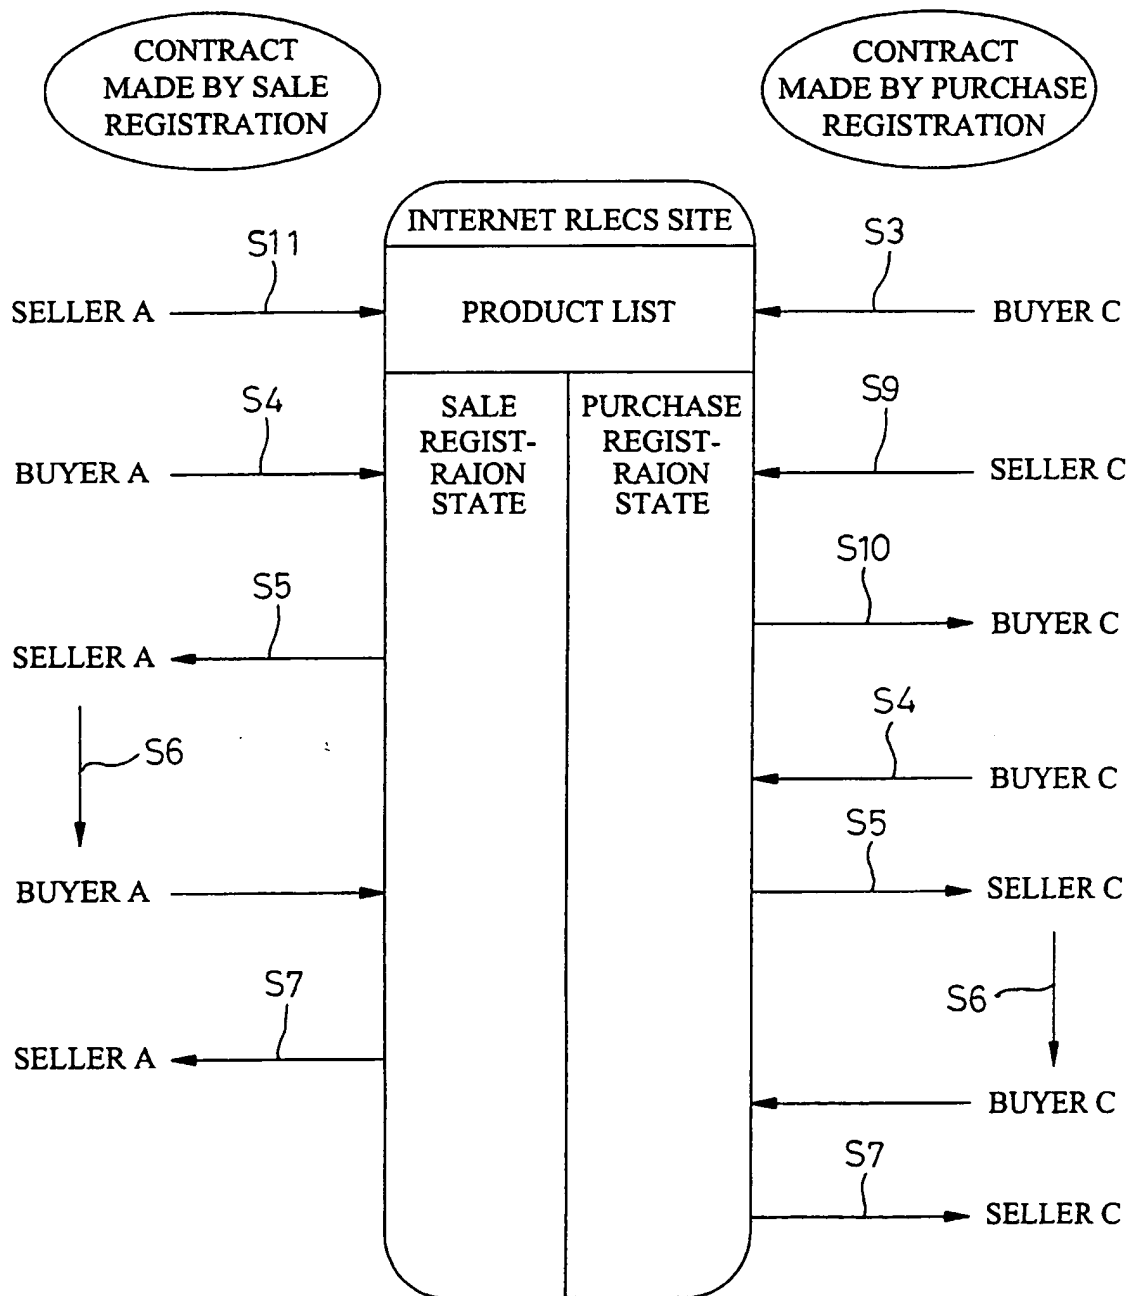 CONTRACT
MADE BY SALE
REGISTRATION
CONTRACT
MADE BY PURCHASE
REGISTRATION
INTERNET RLECS SITE
S11
S3
SELLER A
PRODUCT LIST
BUYER C
S4
SALE
REGIST-
RAION
STATE
PURCHASE
REGIST-
RAION
STATE
S9
BUYER A
SELLER C
S10
S5
BUYER C
SELLER A
S4
S6
BUYER C
S5
BUYER A
SELLER C
S7
S6
SELLER A
BUYER C
S7
SELLER C